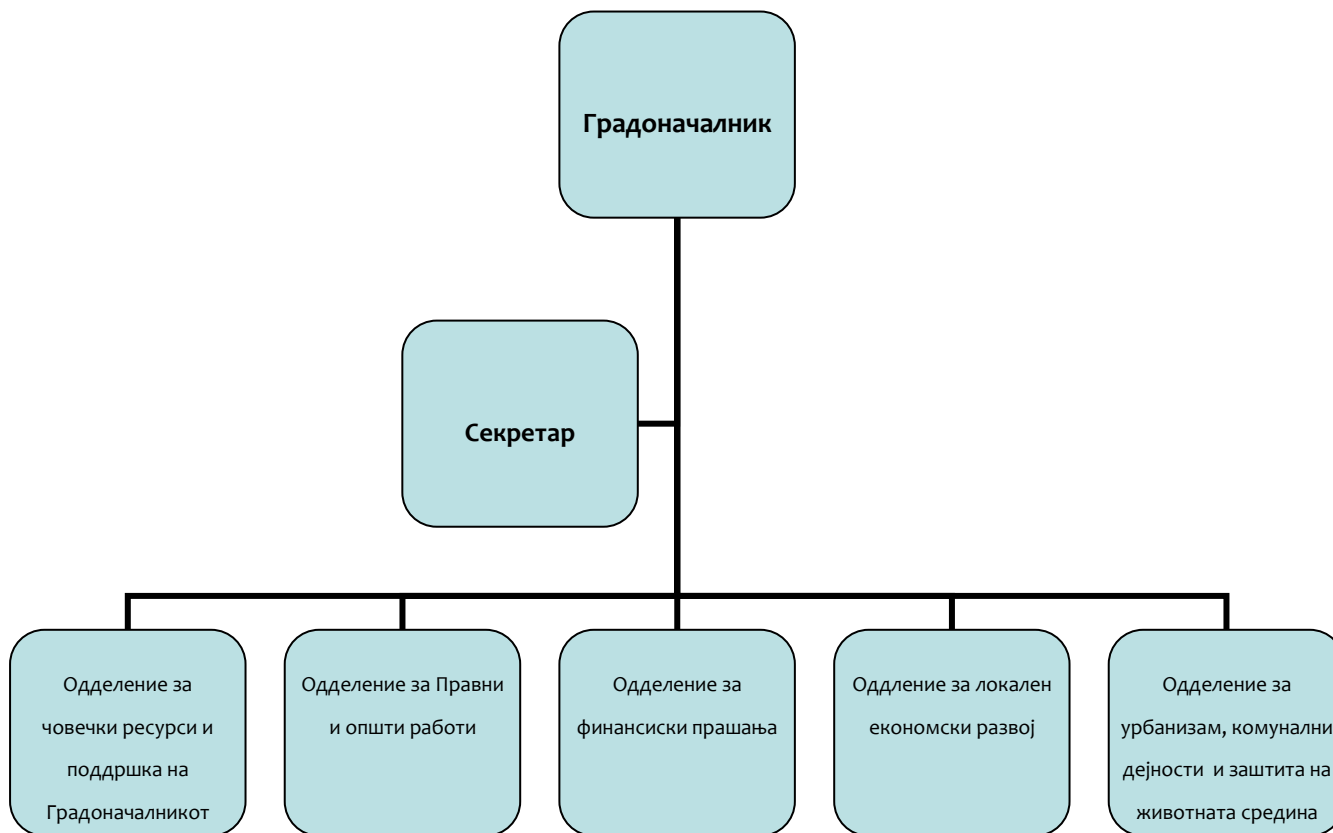 Градоначалник
Секретар
Одделение за
човечки ресурси и
поддршка на
Градоначалникот
Одделение за Правни
и општи работи
Одделение за
финансиски прашања
Оддление за локален
економски развој
Одделение за
урбанизам, комунални
дејности и заштита на
животната средина